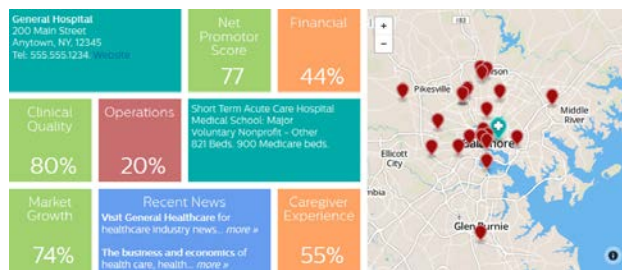 General Hospital
200 Main Street
Anytown, NY, 12345
Tel: 555.555.1234. Website
Net
Promotor
Score
77
Financial
44%
Clinical
Quality
80%
Operations
20%
Short Term Acute Care Hospital
Medical School: Major
Voluntary Nonprofit - Other
821 Beds. 900 Medicare beds.
Market
Growth
74%
Recent News
Visit General Healthcare for
healthcare industry news... more »
The business and economics of
health care, health... more »
Caregiver
Experience
55%
+
−
Pikesville
Middle
River
Ellicott
City